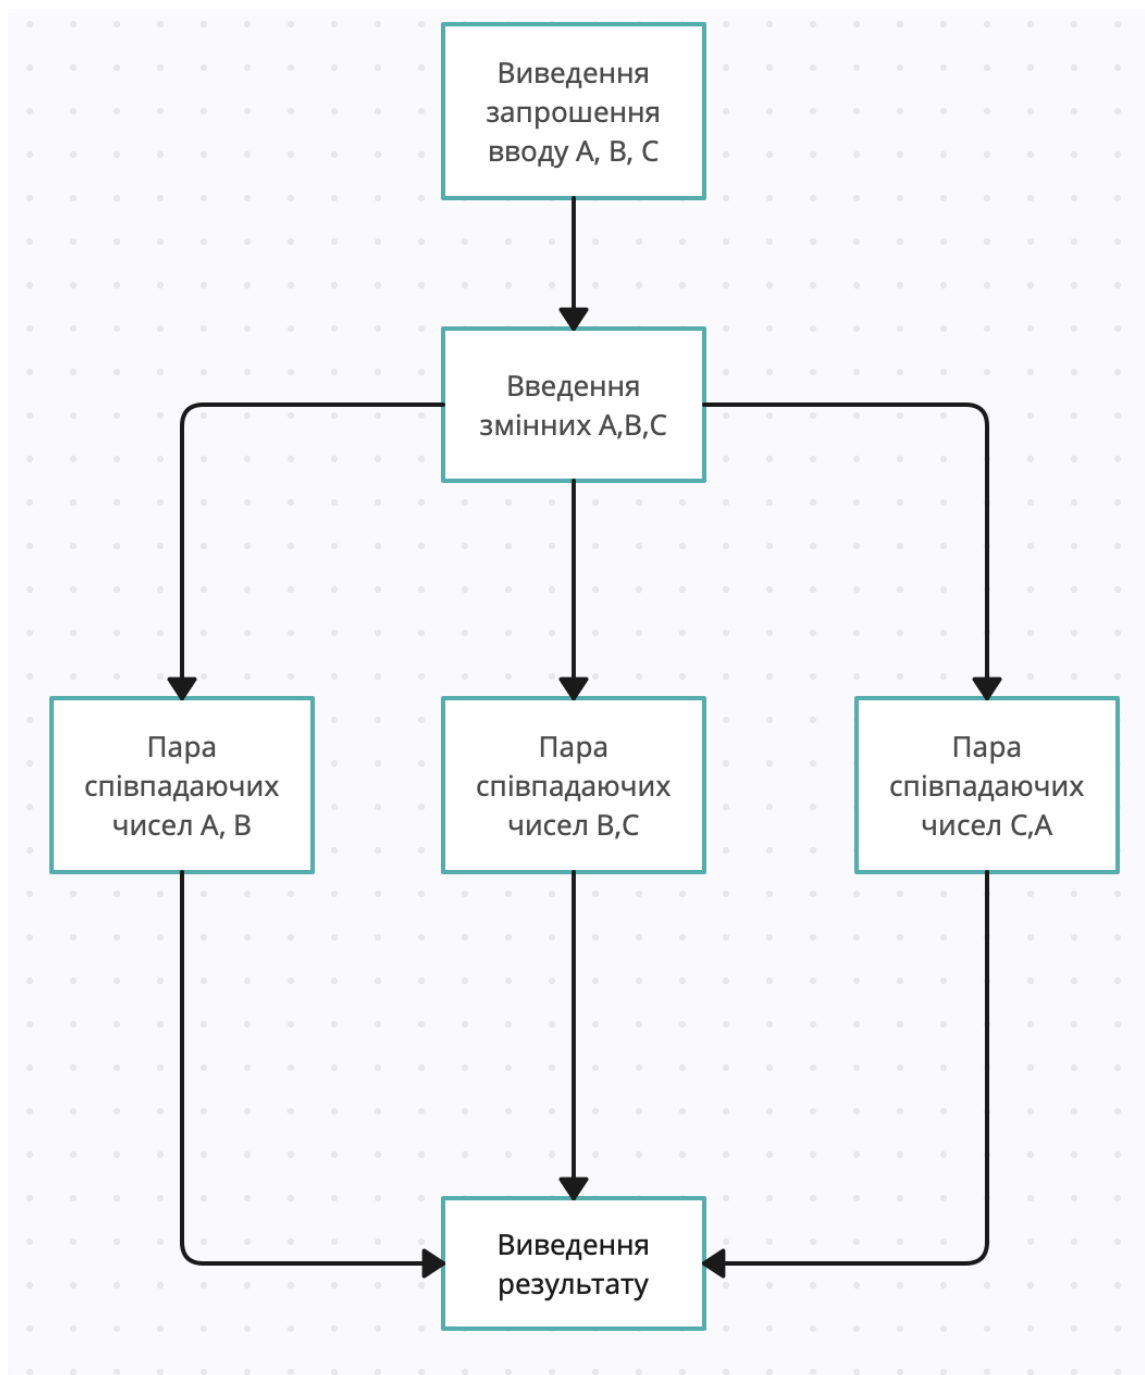 Виведення
запрошення
вводу A, B, C
Введення
змінних A,B,C
Пара
співпадаючих
чисел A, B
Пара
співпадаючих
чисел B,C
Пара
співпадаючих
чисел C,A
Виведення
результату